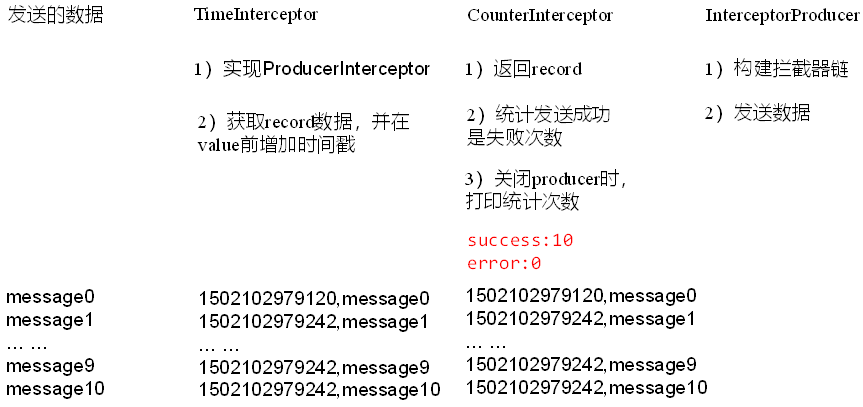 发送的数据
TimeInterceptor
1）实现ProducerInterceptor
2）获取record数据，并在
value前增加时间戳
CounterInterceptor
1）返回record
2）统计发送成功
是失败次数
3）关闭producer时，
打印统计次数
success:10
error:0
InterceptorProducer
1）构建拦截器链
2）发送数据
message0
message1
... ...
message9
message10
1502102979120,message0
1502102979242,message1
... ...
1502102979242,message9
1502102979242,message10
1502102979120,message0
1502102979242,message1
... ...
1502102979242,message9
1502102979242,message10